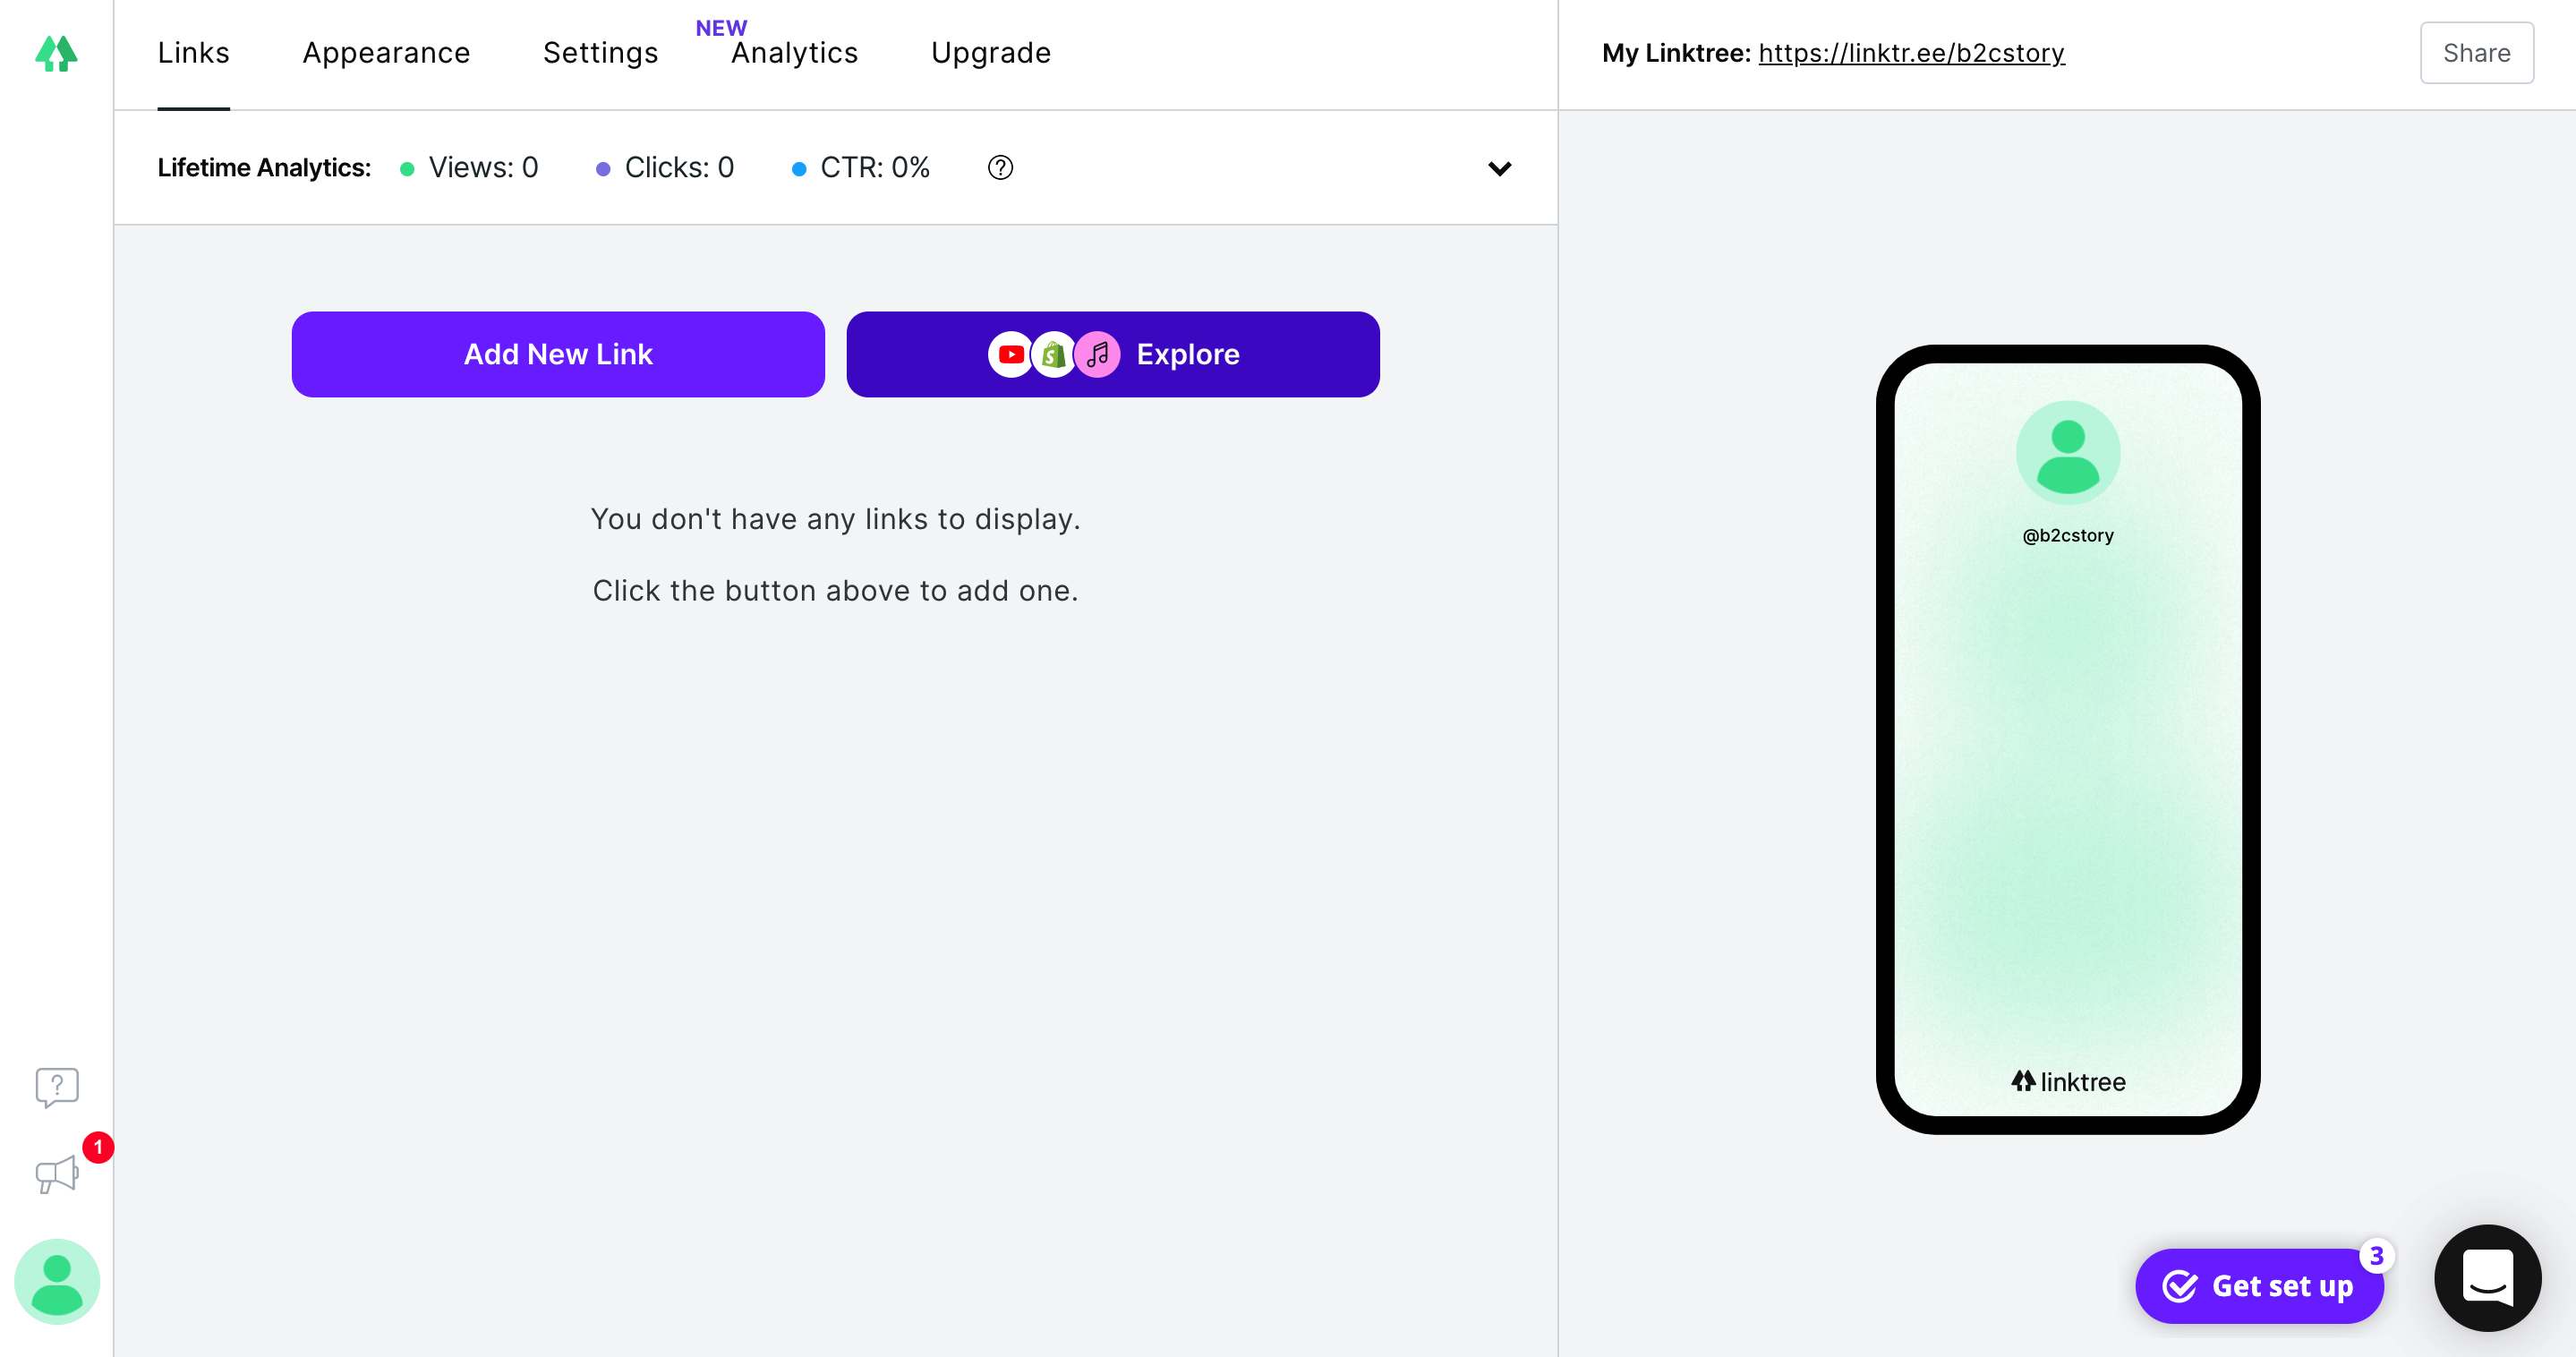 Links Appearance Settings NEW Analytics Upgrade
My Linktree: https://linktr.ee/b2cstory Share
Lifetime Analytics: Views: 0 Clicks: 0 CTR: 0% ?
Add New Link Explore
You don't have any links to display.
Click the button above to add one.
@b2cstory
linktree
?
1
3
Get set up